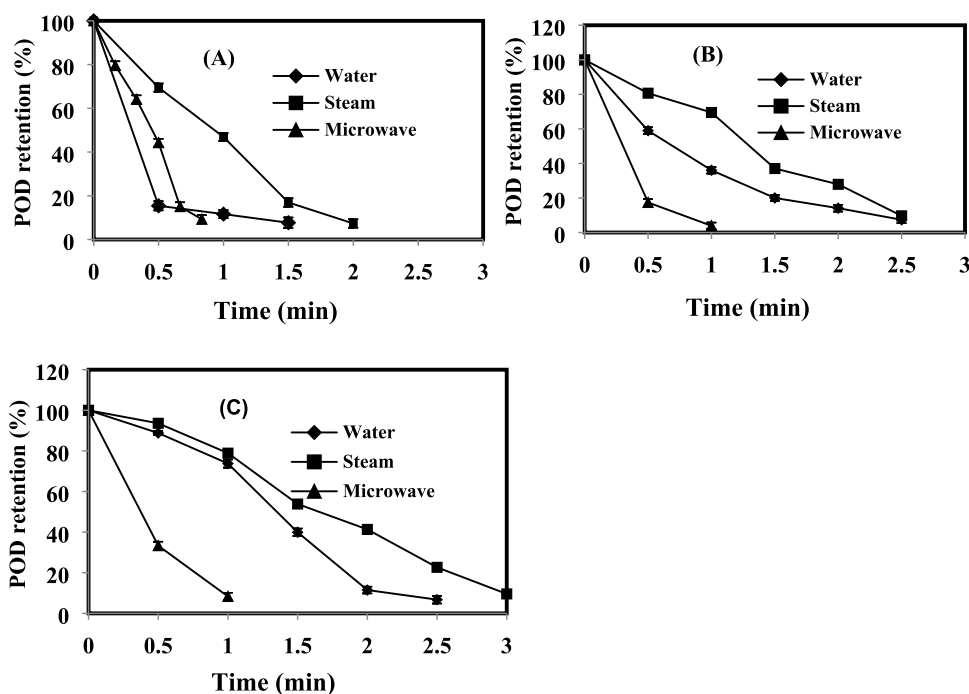 POD retention (%)
100
80
60
40
20
0
(A)
Water
Steam
Microwave
0 0.5 1 1.5 2 2.5 3
Time (min)
POD retention (%)
120
100
80
60
40
20
0
(B)
Water
Steam
Microwave
0 0.5 1 1.5 2 2.5 3
Time (min)
POD retention (%)
120
100
80
60
40
20
0
(C)
Water
Steam
Microwave
0 0.5 1 1.5 2 2.5 3
Time (min)